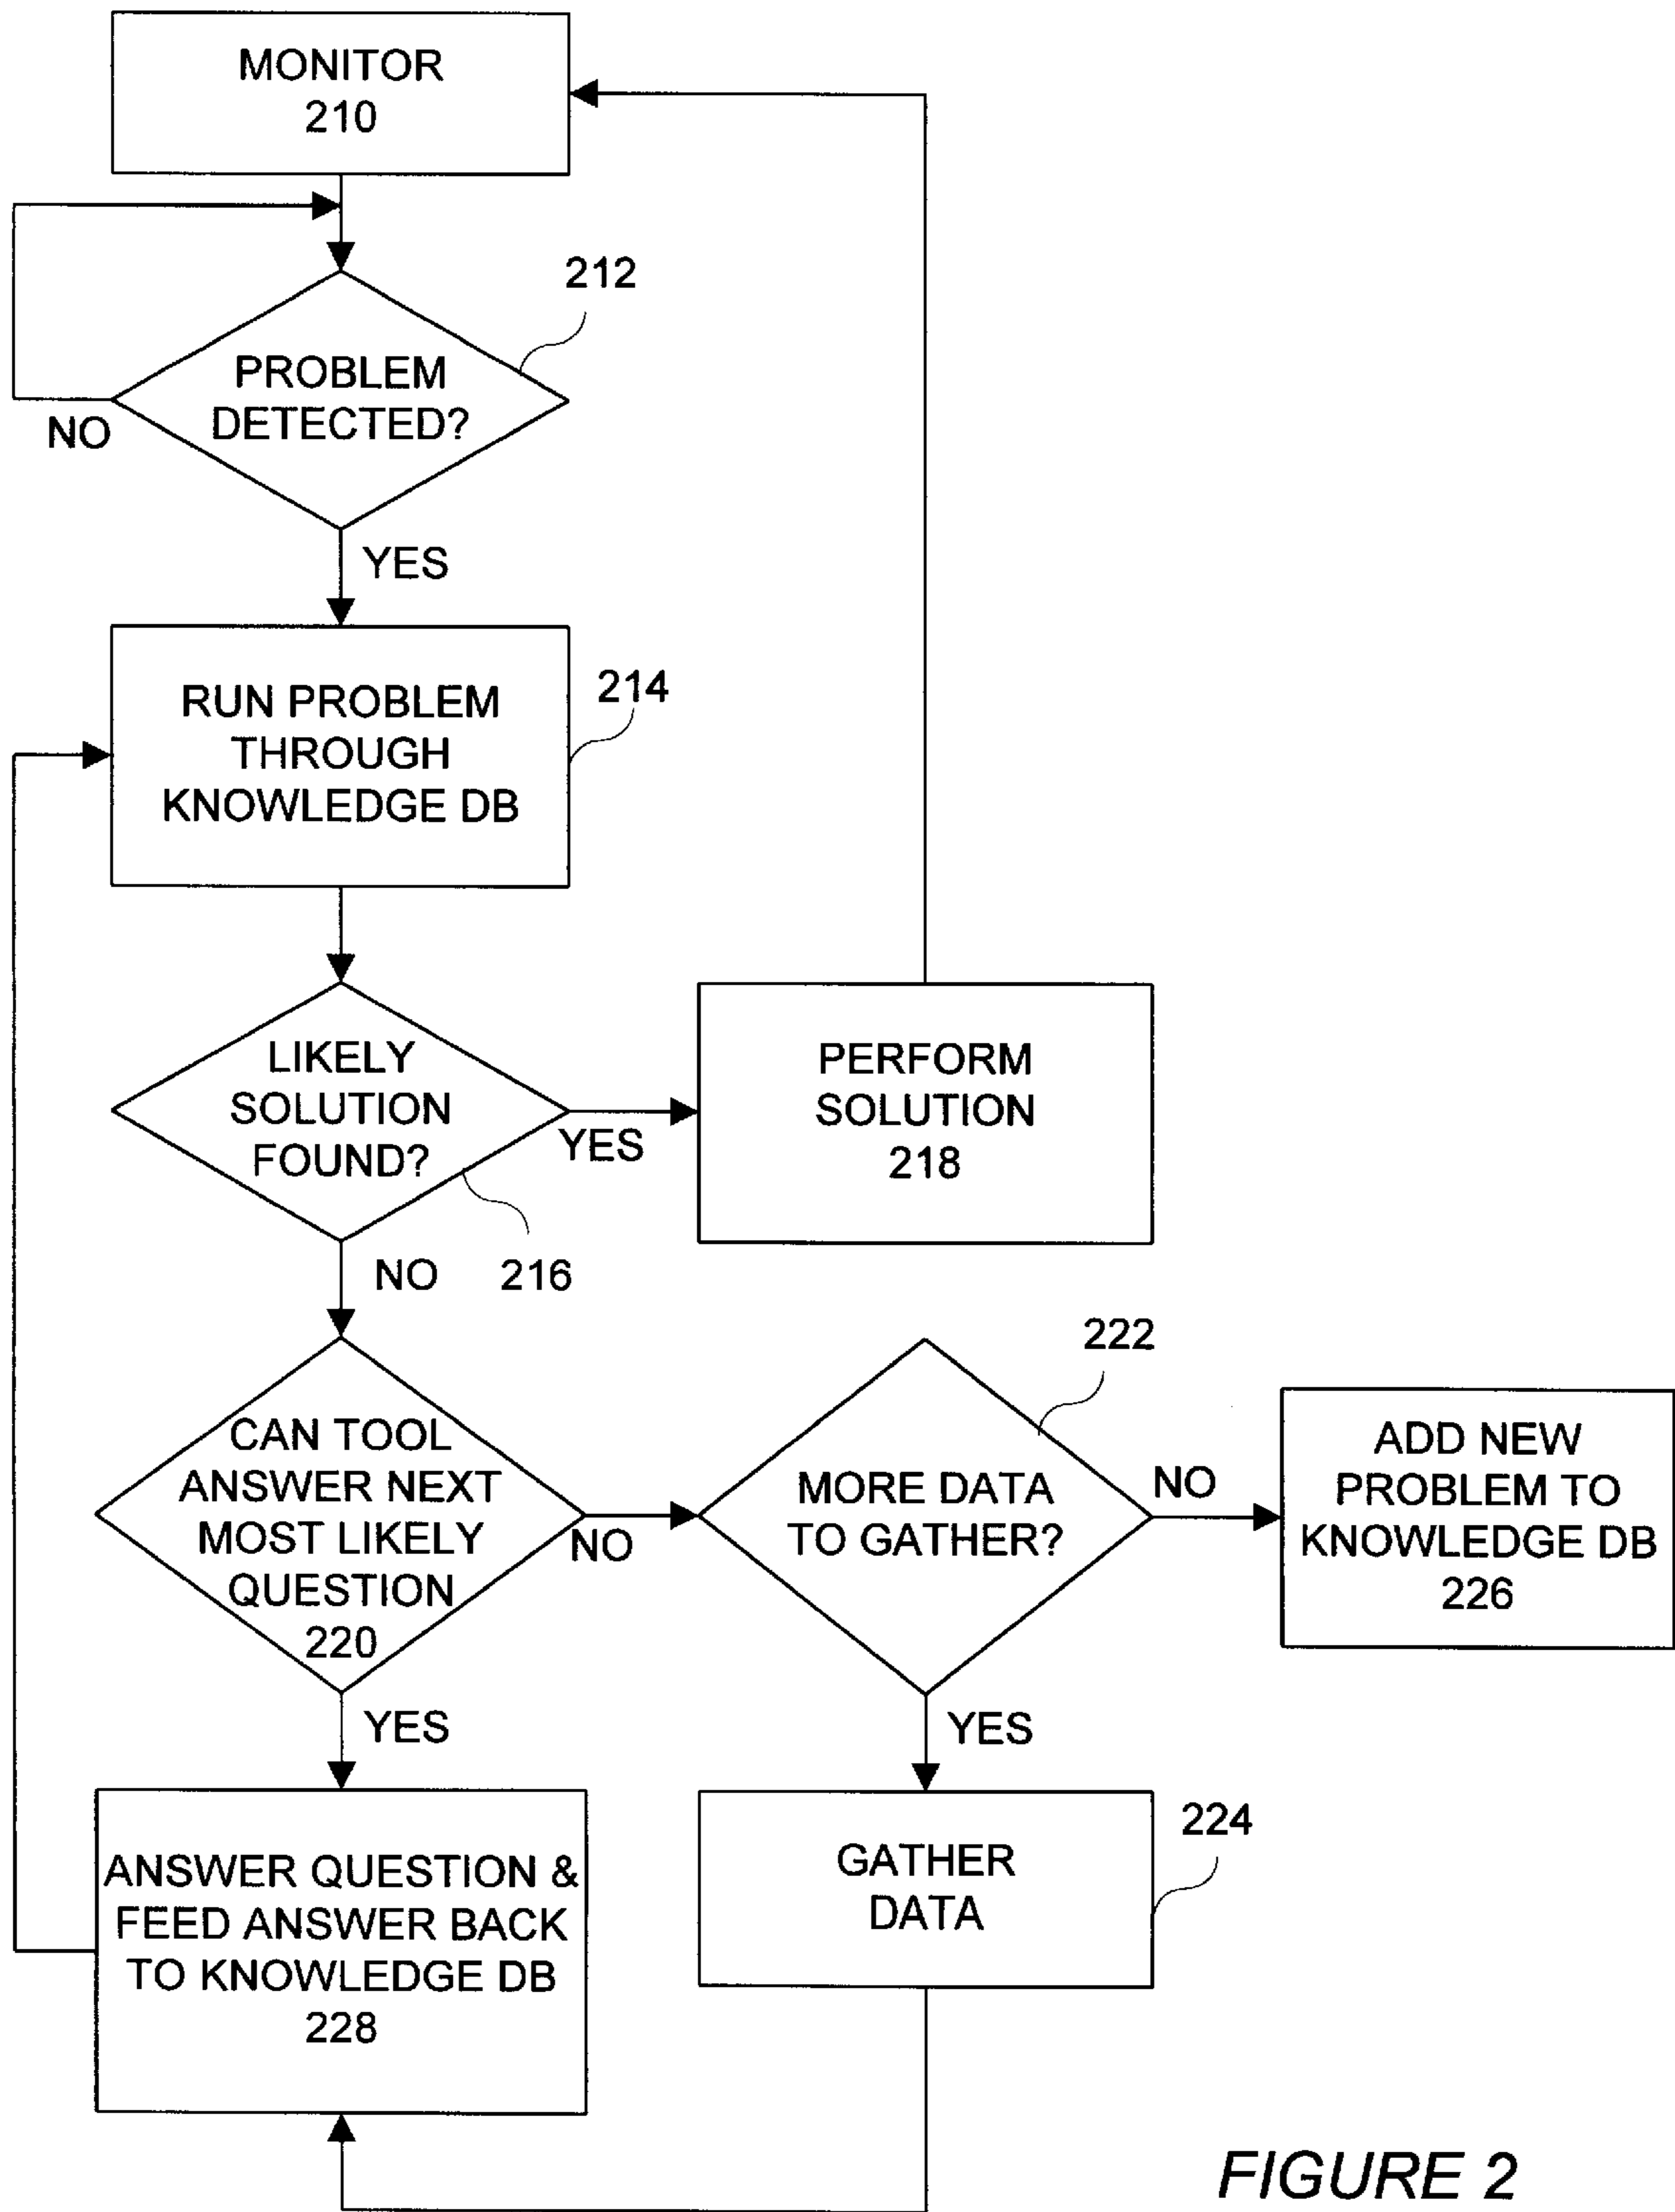 MONITOR
210
212
PROBLEM
DETECTED?
NO
YES
214
RUN PROBLEM
THROUGH
KNOWLEDGE DB
LIKELY
SOLUTION
FOUND?
YES
PERFORM
SOLUTION
218
NO
216
222
CAN TOOL
ANSWER NEXT
MOST LIKELY
QUESTION
220
NO
MORE DATA
TO GATHER?
NO
ADD NEW
PROBLEM TO
KNOWLEDGE DB
226
YES
YES
224
ANSWER QUESTION &
FEED ANSWER BACK
TO KNOWLEDGE DB
228
GATHER
DATA
FIGURE 2